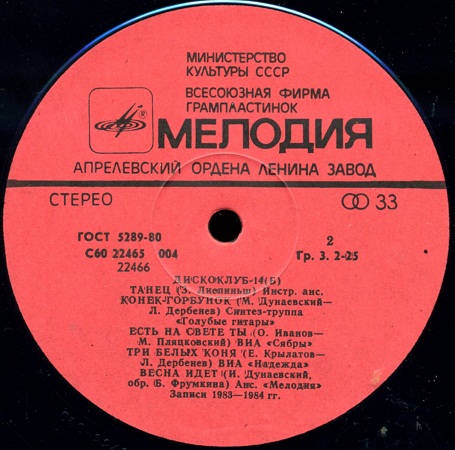 МИНИСТЕРСТВО
КУЛЬТУРЫ СССР
ВСЕСОЮЗНАЯ ФИРМА
ГРАМПЛАСТИНОК
®
МЕЛОДИЯ
АПРЕЛЕВСКИЙ ОРДЕНА ЛЕНИНА ЗАВОД
СТЕРЕО 33
ГОСТ 5289-80 2
С60 22465 004 Гр. 3. 2-25
22466
ДИСКОКЛУБ-14(Б)
ТАНЕЦ (З. Лиепиньш) Инстр. анс.
КОНЕК-ГОРБУНОК (М. Дунаевский—
Л. Дербенев) Синтез-группа
«Голубые гитары»
ЕСТЬ НА СВЕТЕ ТЫ (О. Иванов—
М. Пляцковский) ВИА «Сябры»
ТРИ БЕЛЫХ КОНЯ (Е. Крылатов—
Л. Дербенев) ВИА «Надежда»
ВЕСНА ИДЕТ (И. Дунаевский,
обр. Б. Фрумкина) Анс. «Мелодия»
Записи 1983—1984 гг.